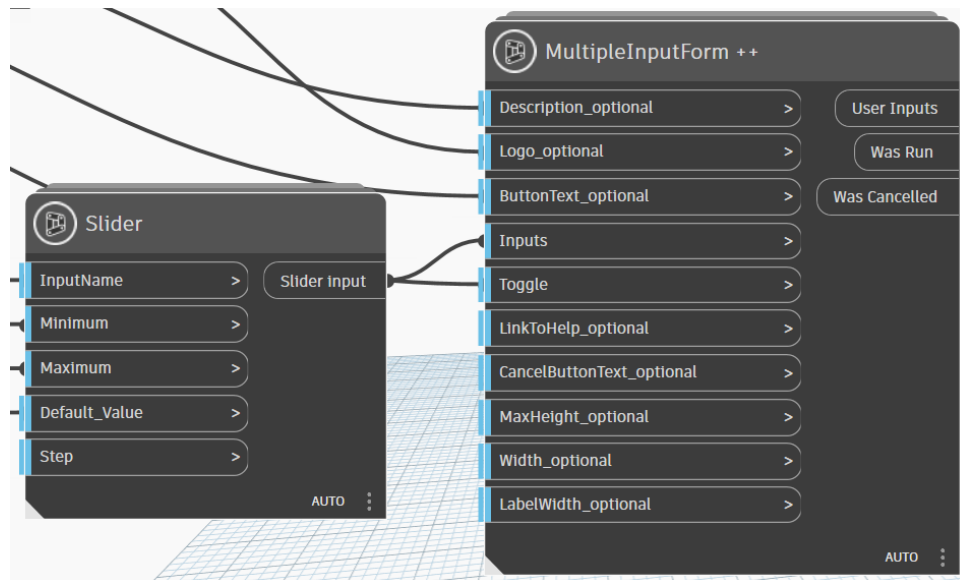 Slider
InputName >
Minimum >
Maximum >
Default_Value >
Step >
Slider input
AUTO
MultipleInputForm ++
Description_optional >
Logo_optional >
ButtonText_optional >
Inputs >
Toggle >
LinkToHelp_optional >
CancelButtonText_optional >
MaxHeight_optional >
Width_optional >
LabelWidth_optional >
User Inputs
Was Run
Was Cancelled
AUTO